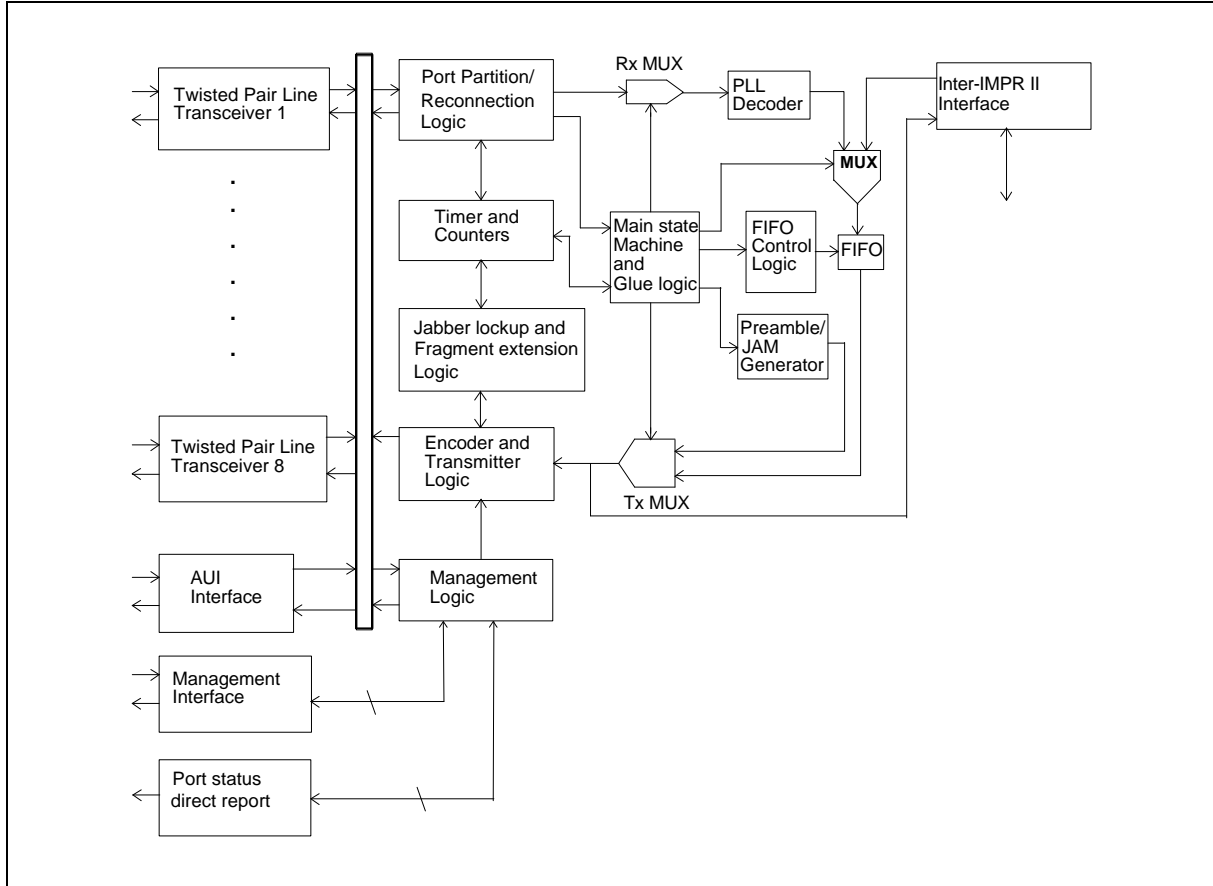 Twisted Pair Line
Transceiver 1
Port Partition/
Reconnection
Logic
Rx MUX
PLL
Decoder
Inter-IMPR II
Interface
MUX
Timer and
Counters
Main state
Machine
and
Glue logic
FIFO
Control
Logic
FIFO
Jabber lockup and
Fragment extension
Logic
Preamble/
JAM
Generator
Twisted Pair Line
Transceiver 8
Encoder and
Transmitter
Logic
Tx MUX
AUI
Interface
Management
Logic
Management
Interface
Port status
direct report